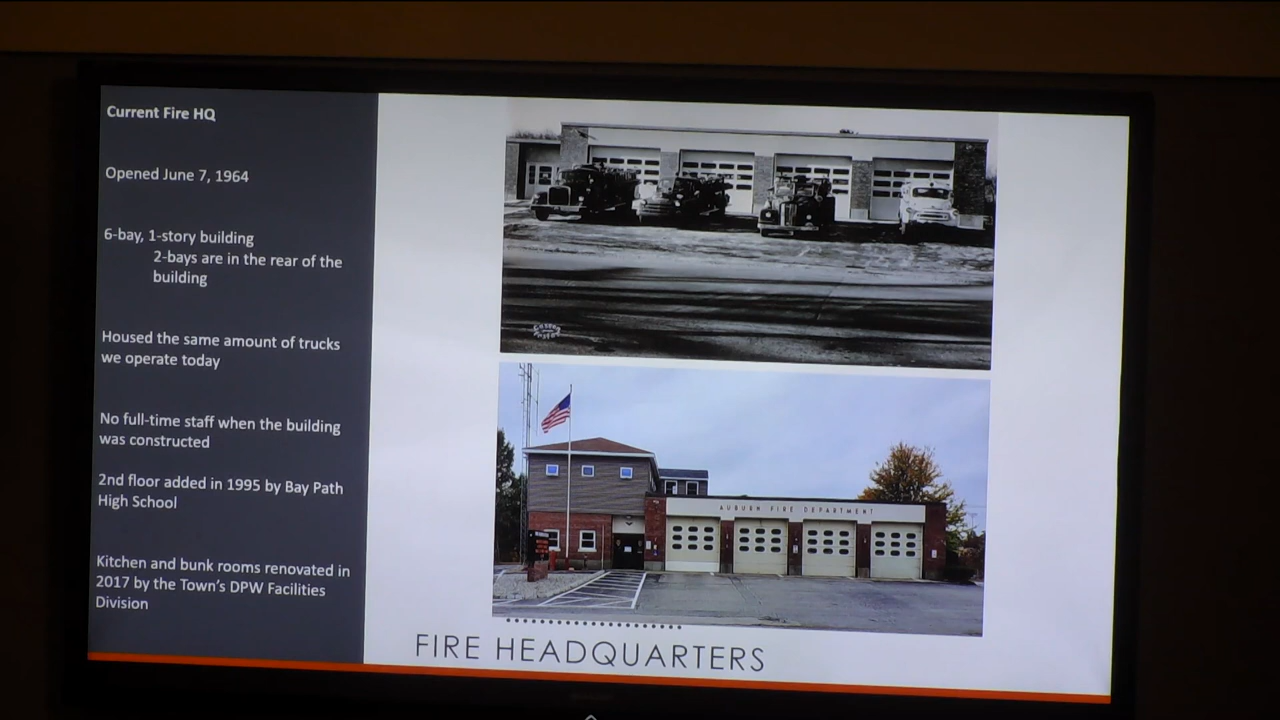 Current Fire HQ
Opened June 7, 1964
6-bay, 1-story building
2-bays are in the rear of the
building
Housed the same amount of trucks
we operate today
No full-time staff when the building
was constructed
2nd floor added in 1995 by Bay Path
High School
Kitchen and bunk rooms renovated in
2017 by the Town's DPW Facilities
Division
AUBURN FIRE DEPARTMENT
FIRE HEADQUARTERS